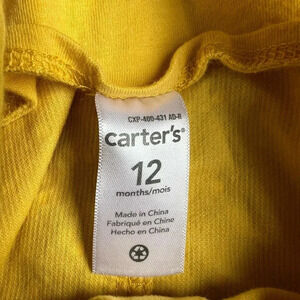 CXP-400-431 AD-R
carter's
12
months/mois
Made in China
Fabriqué en Chine
Hecho en China